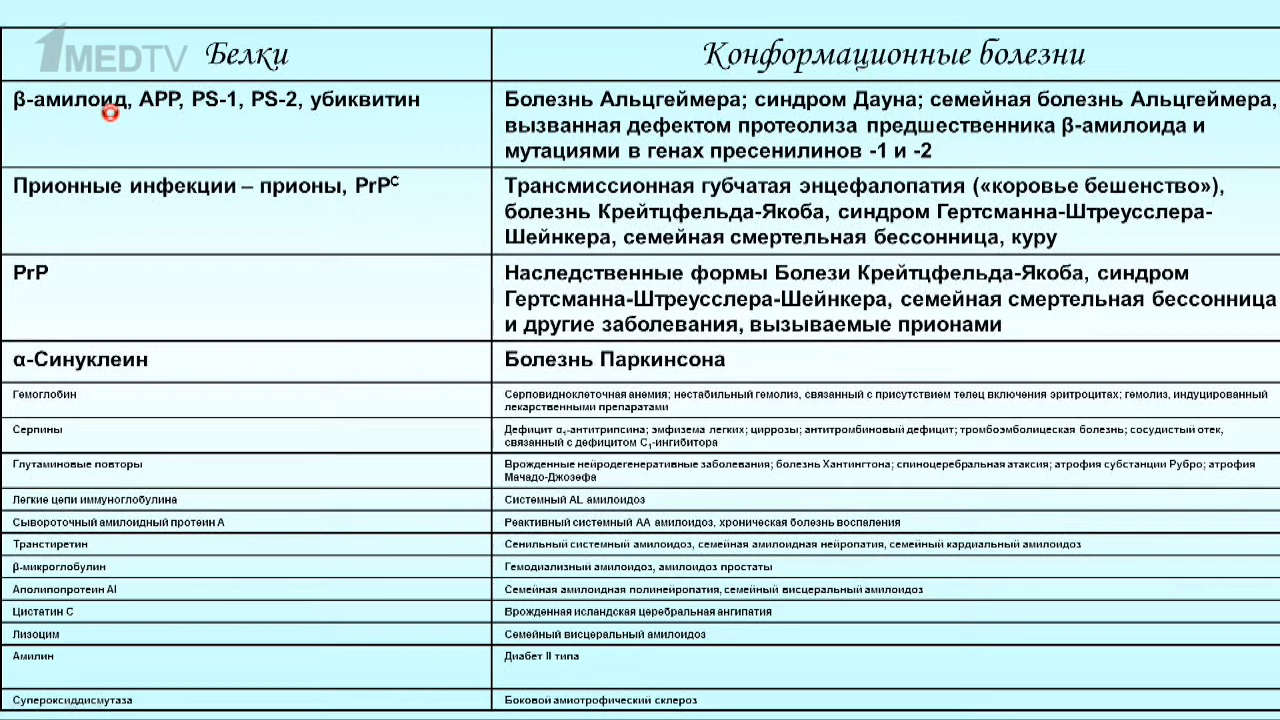 1MEDTV
Белки
Конформационные болезни
β-амилоид, APP, PS-1, PS-2, убиквитин
Болезнь Альцгеймера; синдром Дауна; семейная болезнь Альцгеймера,
вызванная дефектом протеолиза предшественника β-амилоида и
мутациями в генах пресенилинов -1 и -2
Прионные инфекции – прионы, PrPᶜ
Трансмиссионная губчатая энцефалопатия («коровье бешенство»),
болезнь Крейтцфельда-Якоба, синдром Гертсманна-Штреусслера-
Шейнкера, семейная смертельная бессонница, куру
PrP
Наследственные формы Болези Крейтцфельда-Якоба, синдром
Гертсманна-Штреусслера-Шейнкера, семейная смертельная бессонница
и другие заболевания, вызываемые прионами
α-Синуклеин
Болезнь Паркинсона
Гемоглобин
Серповидноклеточная анемия; нестабильный гемолиз, связанный с присутствием телец включения эритроцитах; гемолиз, индуцированный
лекарственными препаратами
Серпины
Дефицит α₁-антитрипсина; эмфизема легких; циррозы; антитромбиновый дефицит; тромбоэмболическая болезнь; сосудистый отек,
связанный с дефицитом C₁-ингибитора
Глутаминовые повторы
Врожденные нейродегенеративные заболевания; болезнь Хантингтона; спиноцеребральная атаксия; атрофия субстанции Рубро; атрофия
Мачадо-Джозефа
Легкие цепи иммуноглобулина
Системный AL амилоидоз
Сывороточный амилоидный протеин А
Реактивный системный АА амилоидоз, хроническая болезнь воспаления
Транстиретин
Сенильный системный амилоидоз, семейная амилоидная нейропатия, семейный кардиальный амилоидоз
β-микроглобулин
Гемодиализный амилоидоз, амилоидоз простаты
Аполипопротеин AI
Семейная амилоидная полинейропатия, семейный висцеральный амилоидоз
Цистатин С
Врожденная исландская церебральная ангипатия
Лизоцим
Семейный висцеральный амилоидоз
Амилин
Диабет II типа
Супероксиддисмутаза
Боковой амиотрофический склероз